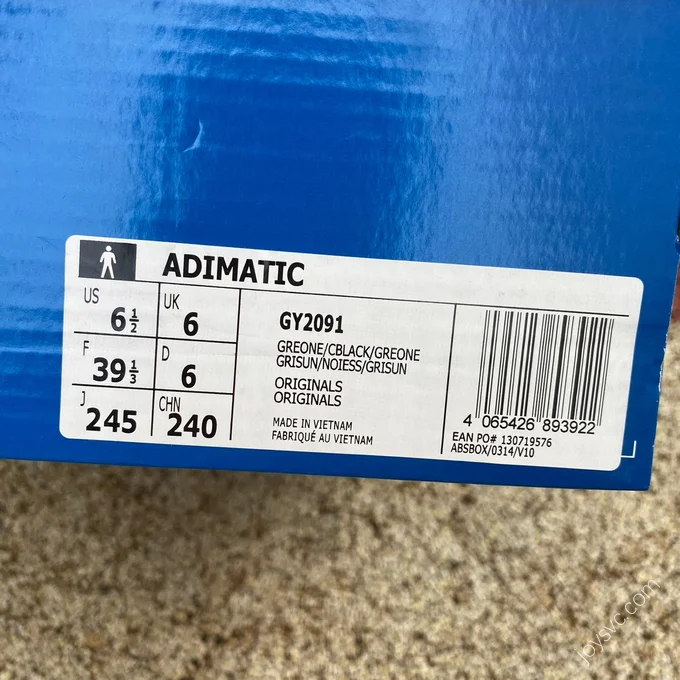 ADIMATIC
US 6 1/2
UK 6
F 39 1/3
D 6
J 245
CHN 240
GY2091
GREONE/CBLACK/GREONE
GRISUN/NOIESS/GRISUN
ORIGINALS
ORIGINALS
MADE IN VIETNAM
FABRIQUÉ AU VIETNAM
4 065426 893922
EAN PO# 130719576
ABSBOX/0314/V10
joysvc.com